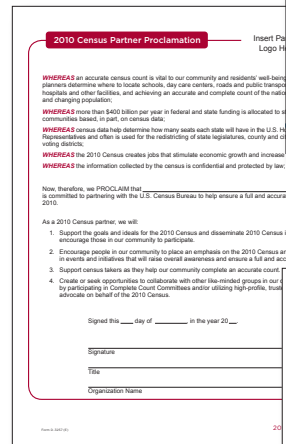 2010 Census Partner Proclamation
Insert Pa
Logo H
WHEREAS an accurate census count is vital to our community and residents' well-being
planners determine where to locate schools, day care centers, roads and public transpo
hospitals and other facilities, and achieving an accurate and complete count of the natio
and changing population;
WHEREAS more than $400 billion per year in federal and state funding is allocated to s
communities based, in part, on census data;
WHEREAS census data help determine how many seats each state will have in the U.S. Ho
Representatives and often is used for the redistricting of state legislatures, county and ci
voting districts;
WHEREAS the 2010 Census creates jobs that stimulate economic growth and increase
WHEREAS the information collected by the census is confidential and protected by law;
Now, therefore, we PROCLAIM that
is committed to partnering with the U.S. Census Bureau to help ensure a full and accura
2010.
As a 2010 Census partner, we will:
1. Support the goals and ideals for the 2010 Census and disseminate 2010 Census i
encourage those in our community to participate.
2. Encourage people in our community to place an emphasis on the 2010 Census an
in events and initiatives that will raise overall awareness and ensure a full and acc
3. Support census takers as they help our community complete an accurate count.
4. Create or seek opportunities to collaborate with other like-minded groups in our
by participating in Complete Count Committees and/or utilizing high-profile, trust
advocate on behalf of the 2010 Census.
Signed this ___ day of ________, in the year 20__.
Signature
Title
Organization Name
20